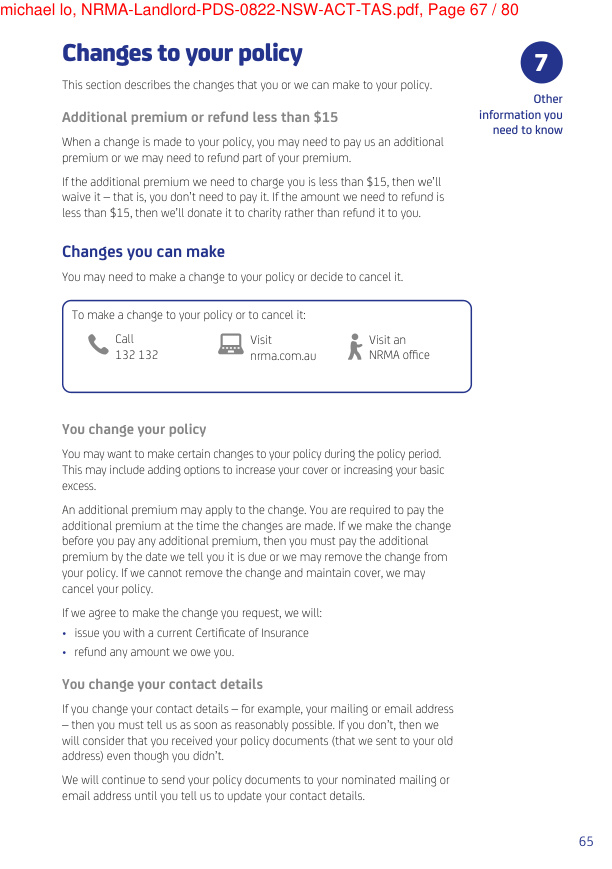 michael lo, NRMA-Landlord-PDS-0822-NSW-ACT-TAS.pdf, Page 67 / 80
Changes to your policy
This section describes the changes that you or we can make to your policy.
7
Other
information you
need to know
Additional premium or refund less than $15
When a change is made to your policy, you may need to pay us an additional
premium or we may need to refund part of your premium.
If the additional premium we need to charge you is less than $15, then we’ll
waive it – that is, you don’t need to pay it. If the amount we need to refund is
less than $15, then we’ll donate it to charity rather than refund it to you.
Changes you can make
You may need to make a change to your policy or decide to cancel it.
To make a change to your policy or to cancel it:
Call
132 132
Visit
nrma.com.au
Visit an
NRMA office
You change your policy
You may want to make certain changes to your policy during the policy period.
This may include adding options to increase your cover or increasing your basic
excess.
An additional premium may apply to the change. You are required to pay the
additional premium at the time the changes are made. If we make the change
before you pay any additional premium, then you must pay the additional
premium by the date we tell you it is due or we may remove the change from
your policy. If we cannot remove the change and maintain cover, we may
cancel your policy.
If we agree to make the change you request, we will:
• issue you with a current Certificate of Insurance
• refund any amount we owe you.
You change your contact details
If you change your contact details – for example, your mailing or email address
– then you must tell us as soon as reasonably possible. If you don’t, then we
will consider that you received your policy documents (that we sent to your old
address) even though you didn’t.
We will continue to send your policy documents to your nominated mailing or
email address until you tell us to update your contact details.
65